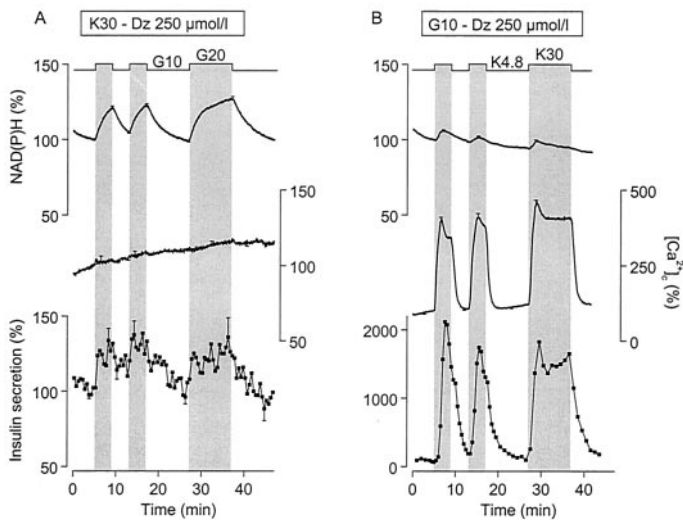 A
K30 - Dz 250 μmol/l
B
G10 - Dz 250 μmol/l
G10
G20
K4.8
K30
NAD(P)H (%)
150
100
50
150
100
50
150
100
50
500
250
0
[Ca²⁺]c (%)
Insulin secretion (%)
150
100
50
2000
1000
0
0 10 20 30 40
Time (min)
0 10 20 30 40
Time (min)